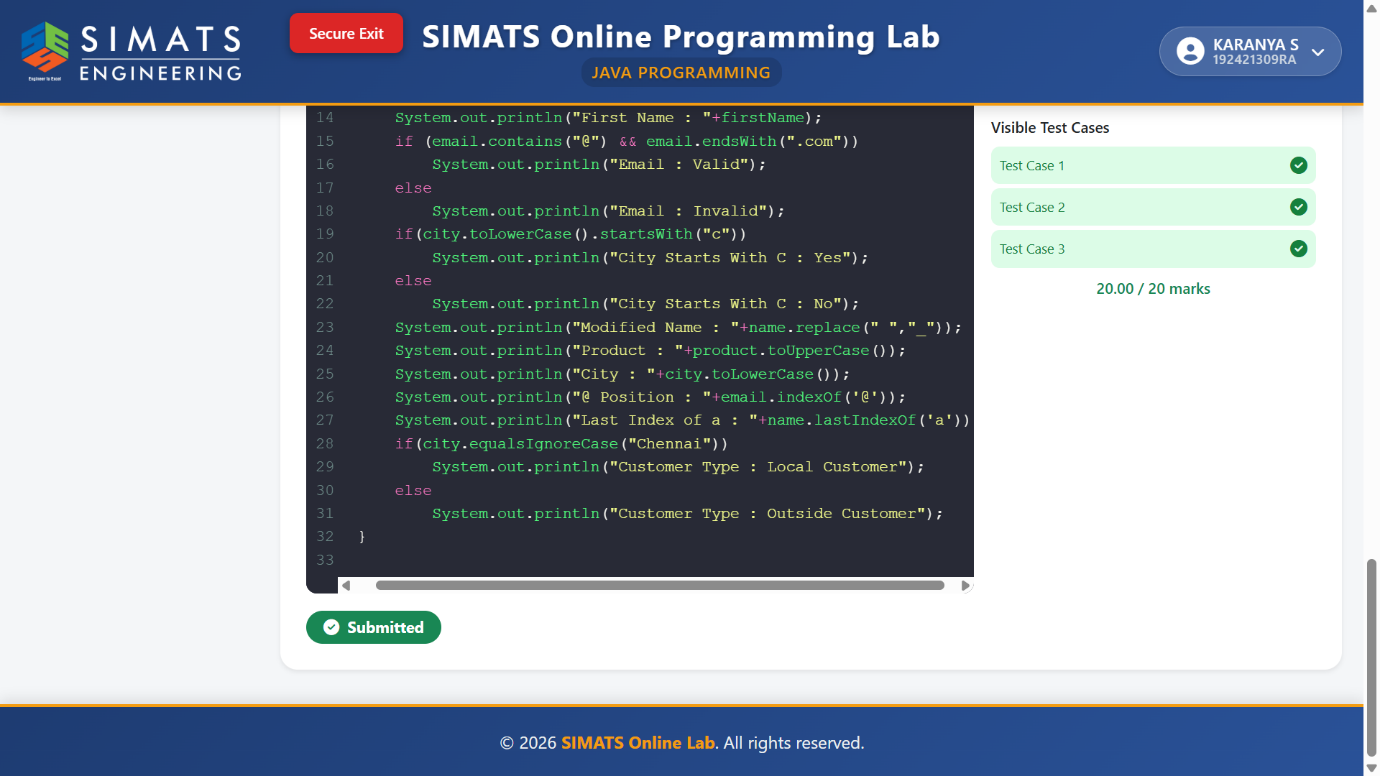 SIMATS
ENGINEERING
Engineer to Excel
Secure Exit
SIMATS Online Programming Lab
JAVA PROGRAMMING
KARANYA S
192421309RA
14 System.out.println("First Name : "+firstName);
15 if (email.contains("@") && email.endsWith(".com"))
16 System.out.println("Email : Valid");
17 else
18 System.out.println("Email : Invalid");
19 if(city.toLowerCase().startsWith("c"))
20 System.out.println("City Starts With C : Yes");
21 else
22 System.out.println("City Starts With C : No");
23 System.out.println("Modified Name : "+name.replace(" ","_"));
24 System.out.println("Product : "+product.toUpperCase());
25 System.out.println("City : "+city.toLowerCase());
26 System.out.println("@ Position : "+email.indexOf('@'));
27 System.out.println("Last Index of a : "+name.lastIndexOf('a'))
28 if(city.equalsIgnoreCase("Chennai"))
29 System.out.println("Customer Type : Local Customer");
30 else
31 System.out.println("Customer Type : Outside Customer");
32 }
33
Visible Test Cases
Test Case 1
Test Case 2
Test Case 3
20.00 / 20 marks
Submitted
© 2026 SIMATS Online Lab. All rights reserved.